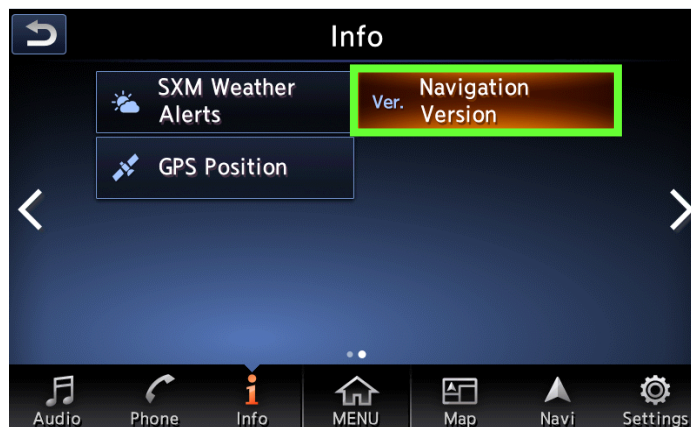 Info
SXM Weather
Alerts
Ver.
Navigation
Version
GPS Position
Audio
Phone
Info
MENU
Map
Navi
Settings